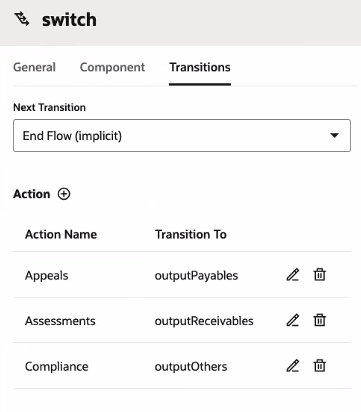 switch
General Component Transitions
Next Transition
End Flow (implicit)
Action
Action Name Transition To
Appeals outputPayables
Assessments outputReceivables
Compliance outputOthers